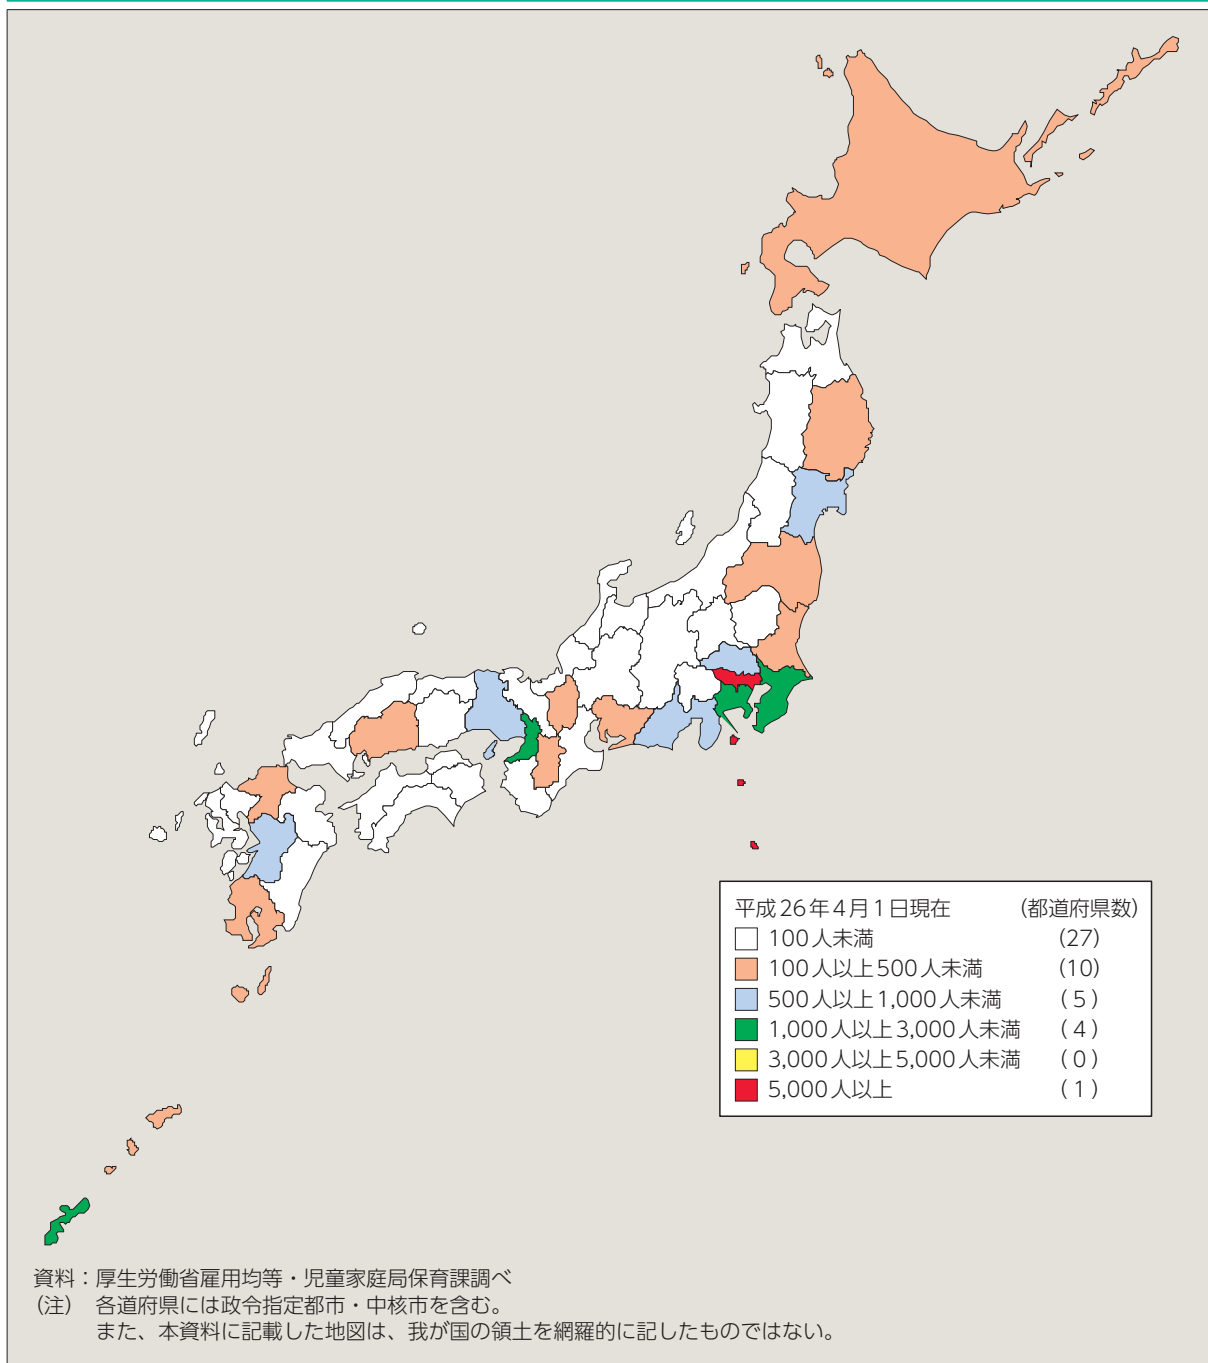 平成26年4月1日現在 (都道府県数)
100人未満 (27)
100人以上500人未満 (10)
500人以上1,000人未満 (5)
1,000人以上3,000人未満 (4)
3,000人以上5,000人未満 (0)
5,000人以上 (1)
資料：厚生労働省雇用均等・児童家庭局保育課調べ
(注) 各道府県には政令指定都市・中核市を含む。
また、本資料に記載した地図は、我が国の領土を網羅的に記したものではない。